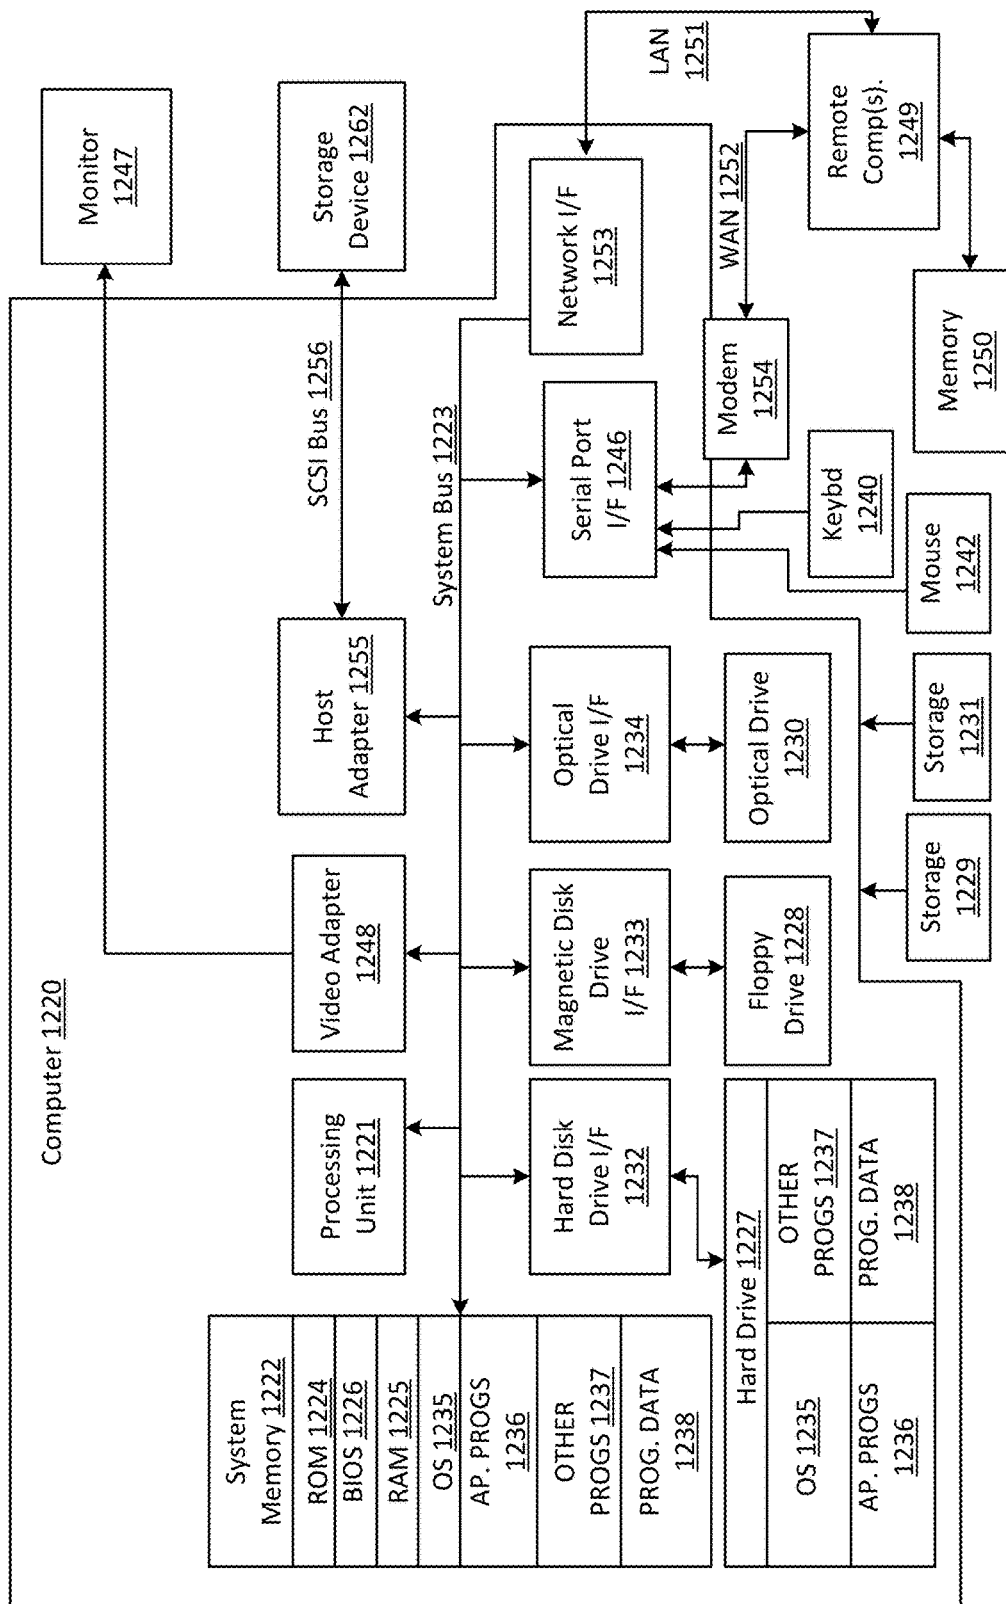 Computer 1220
Monitor
1247
System
Memory 1222
ROM 1224
BIOS 1226
RAM 1225
OS 1235
AP. PROGS
1236
OTHER
PROGS 1237
PROG. DATA
1238
Processing
Unit 1221
Video Adapter
1248
Host
Adapter 1255
SCSI Bus 1256
Storage
Device 1262
System Bus 1223
Hard Disk
Drive I/F
1232
Magnetic Disk
Drive
I/F 1233
Optical
Drive I/F
1234
Serial Port
I/F 1246
Network I/F
1253
LAN
1251
Hard Drive 1227
OS 1235
OTHER
PROGS 1237
AP. PROGS
1236
PROG. DATA
1238
Floppy
Drive 1228
Optical Drive
1230
Modem
1254
WAN 1252
Remote
Comp(s).
1249
Storage
1229
Storage
1231
Mouse
1242
Keybd
1240
Memory
1250